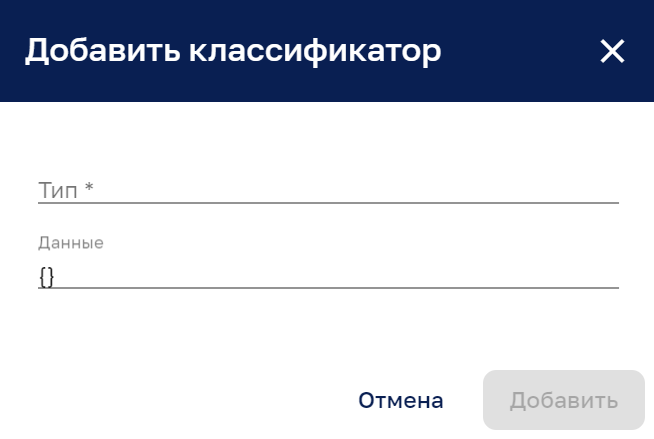 Добавить классификатор
Тип *
Данные
{}
Отмена
Добавить